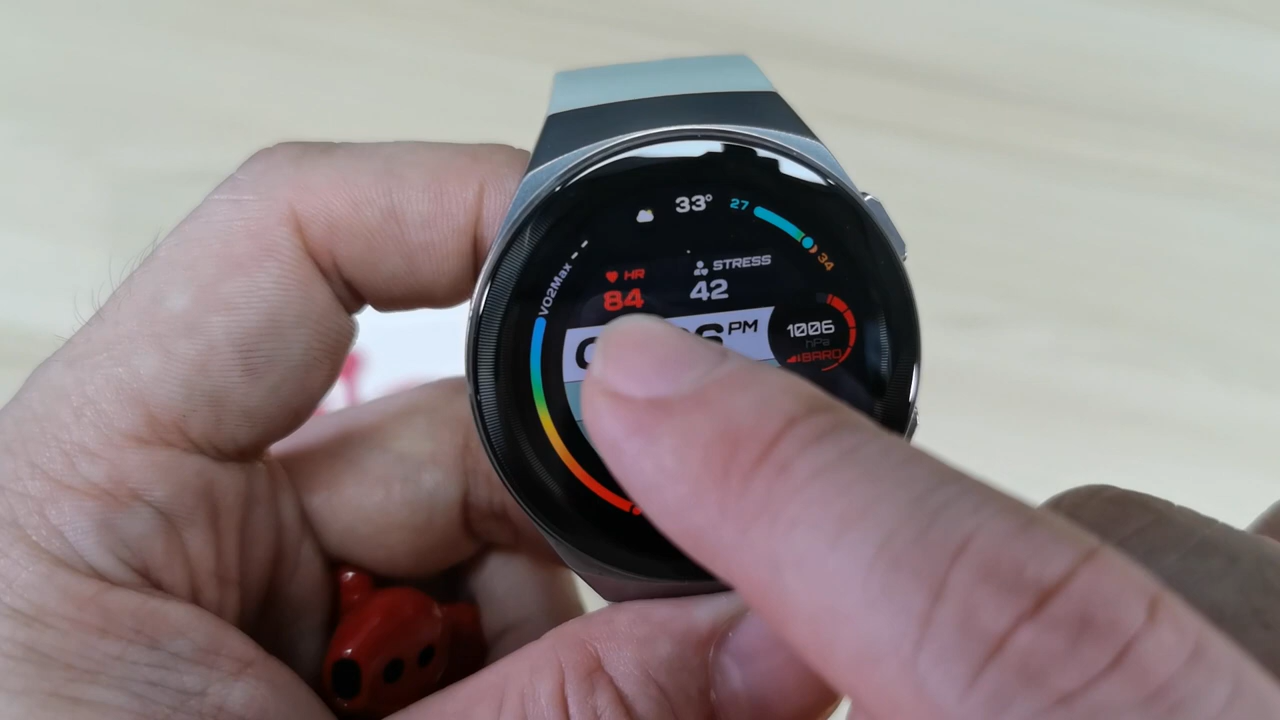 33°
27
34
VO2Max --
HR
STRESS
84
42
PM
1006
hPa
BARO